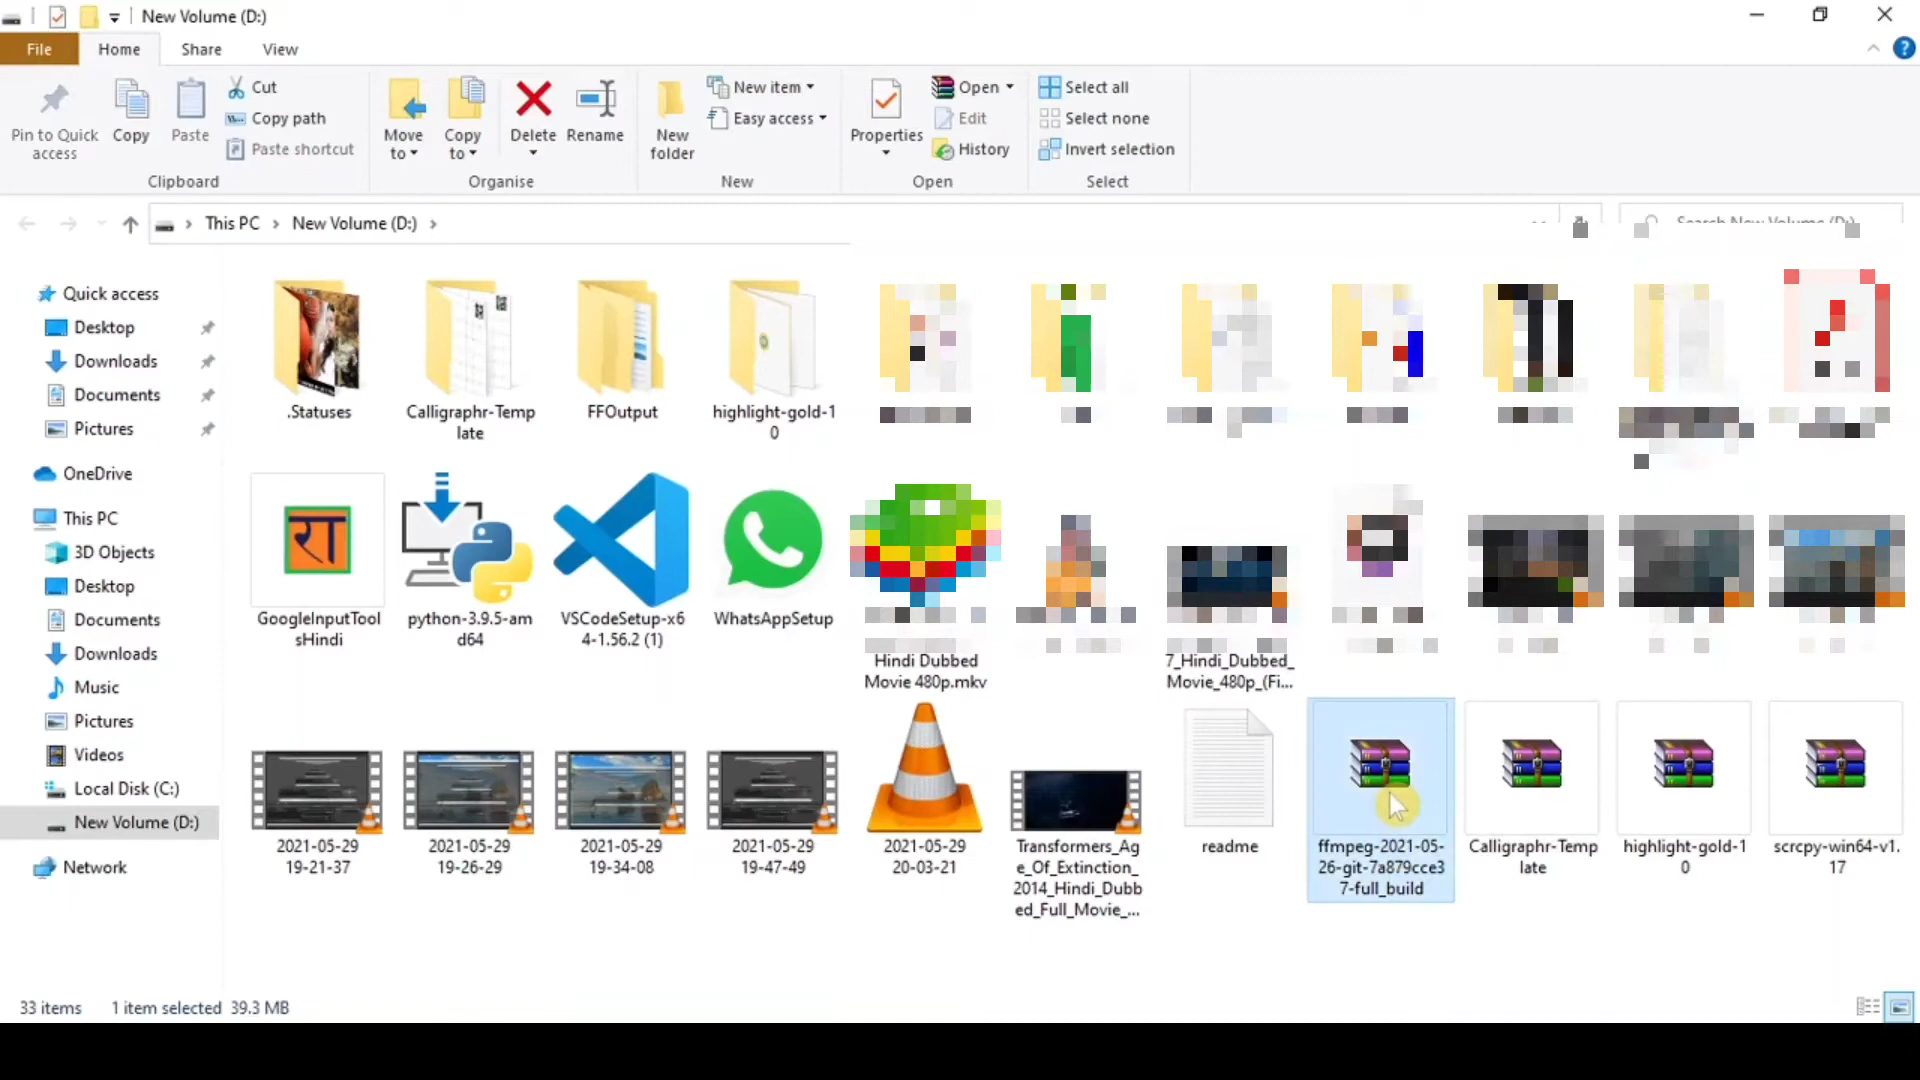 New Volume (D:)
File Home Share View
Pin to Quick access
Copy
Paste
Cut
Copy path
Paste shortcut
Clipboard
Move to
Copy to
Delete
Rename
Organise
New folder
New item
Easy access
New
Properties
Open
Edit
History
Open
Select all
Select none
Invert selection
Select
This PC New Volume (D:)
Search New Volume (D:)
Quick access
Desktop
Downloads
Documents
Pictures
OneDrive
This PC
3D Objects
Desktop
Documents
Downloads
Music
Pictures
Videos
Local Disk (C:)
New Volume (D:)
Network
.Statuses
Calligraphr-Temp
late
FFOutput
highlight-gold-1
0
रा
GoogleInputTool
sHindi
python-3.9.5-am
d64
VSCodeSetup-x6
4-1.56.2 (1)
WhatsAppSetup
Hindi Dubbed
Movie 480p.mkv
7_Hindi_Dubbed_
Movie_480p_(Fi...
2021-05-29
19-21-37
2021-05-29
19-26-29
2021-05-29
19-34-08
2021-05-29
19-47-49
2021-05-29
20-03-21
Transformers_Ag
e_Of_Extinction_
2014_Hindi_Dubb
ed_Full_Movie_...
readme
ffmpeg-2021-05-
26-git-7a879cce3
7-full_build
Calligraphr-Temp
late
highlight-gold-1
0
scrcpy-win64-v1.
17
33 items 1 item selected 39.3 MB